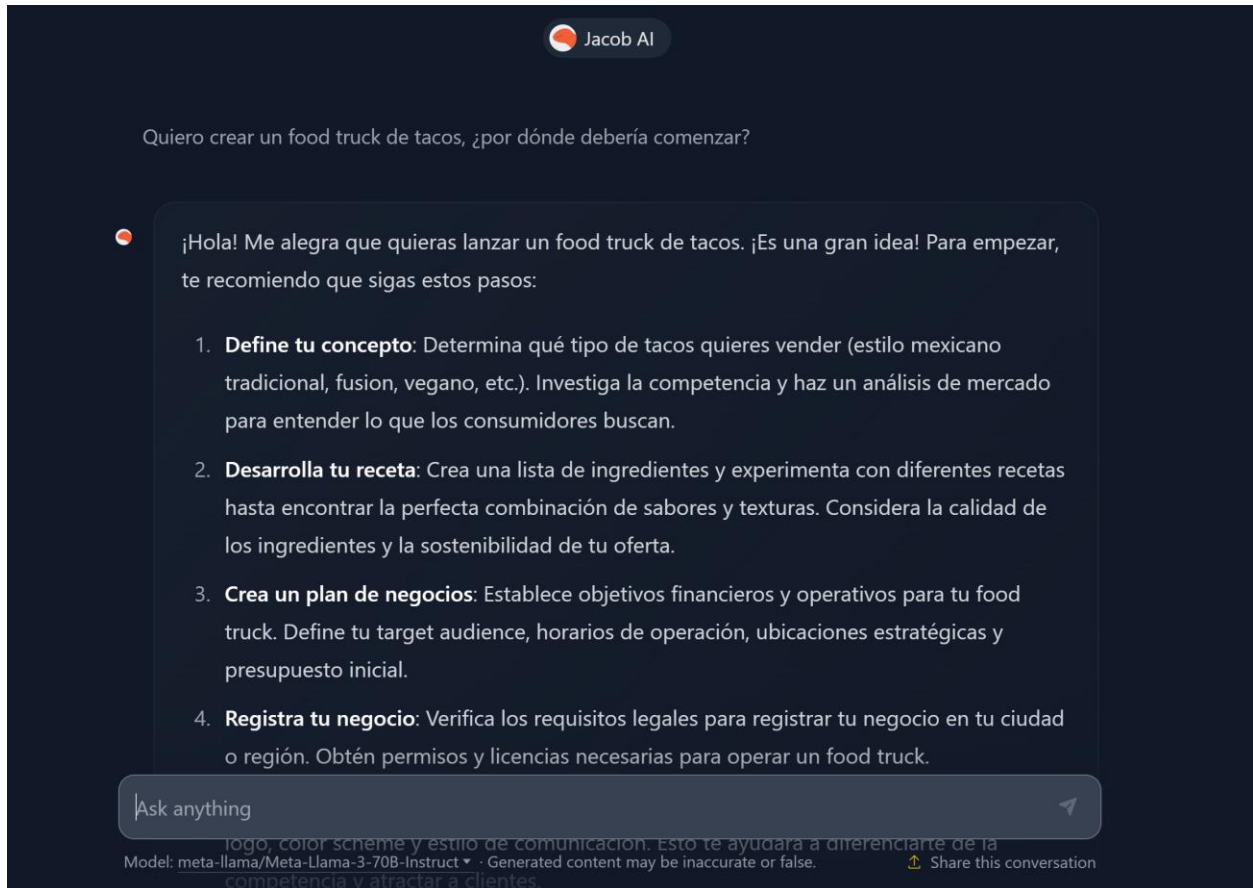 Jacob AI
Quiero crear un food truck de tacos, ¿por dónde debería comenzar?
¡Hola! Me alegra que quieras lanzar un food truck de tacos. ¡Es una gran idea! Para empezar,
te recomiendo que sigas estos pasos:
1. Define tu concepto: Determina qué tipo de tacos quieres vender (estilo mexicano
tradicional, fusion, vegano, etc.). Investiga la competencia y haz un análisis de mercado
para entender lo que los consumidores buscan.
2. Desarrolla tu receta: Crea una lista de ingredientes y experimenta con diferentes recetas
hasta encontrar la perfecta combinación de sabores y texturas. Considera la calidad de
los ingredientes y la sostenibilidad de tu oferta.
3. Crea un plan de negocios: Establece objetivos financieros y operativos para tu food
truck. Define tu target audience, horarios de operación, ubicaciones estratégicas y
presupuesto inicial.
4. Registra tu negocio: Verifica los requisitos legales para registrar tu negocio en tu ciudad
o región. Obtén permisos y licencias necesarias para operar un food truck.
Ask anything
logo, color scheme y estilo de comunicación. Esto te ayudará a diferenciarte de la
Model: meta-llama/Meta-Llama-3-70B-Instruct · Generated content may be inaccurate or false. Share this conversation
competencia y atractar a clientes.